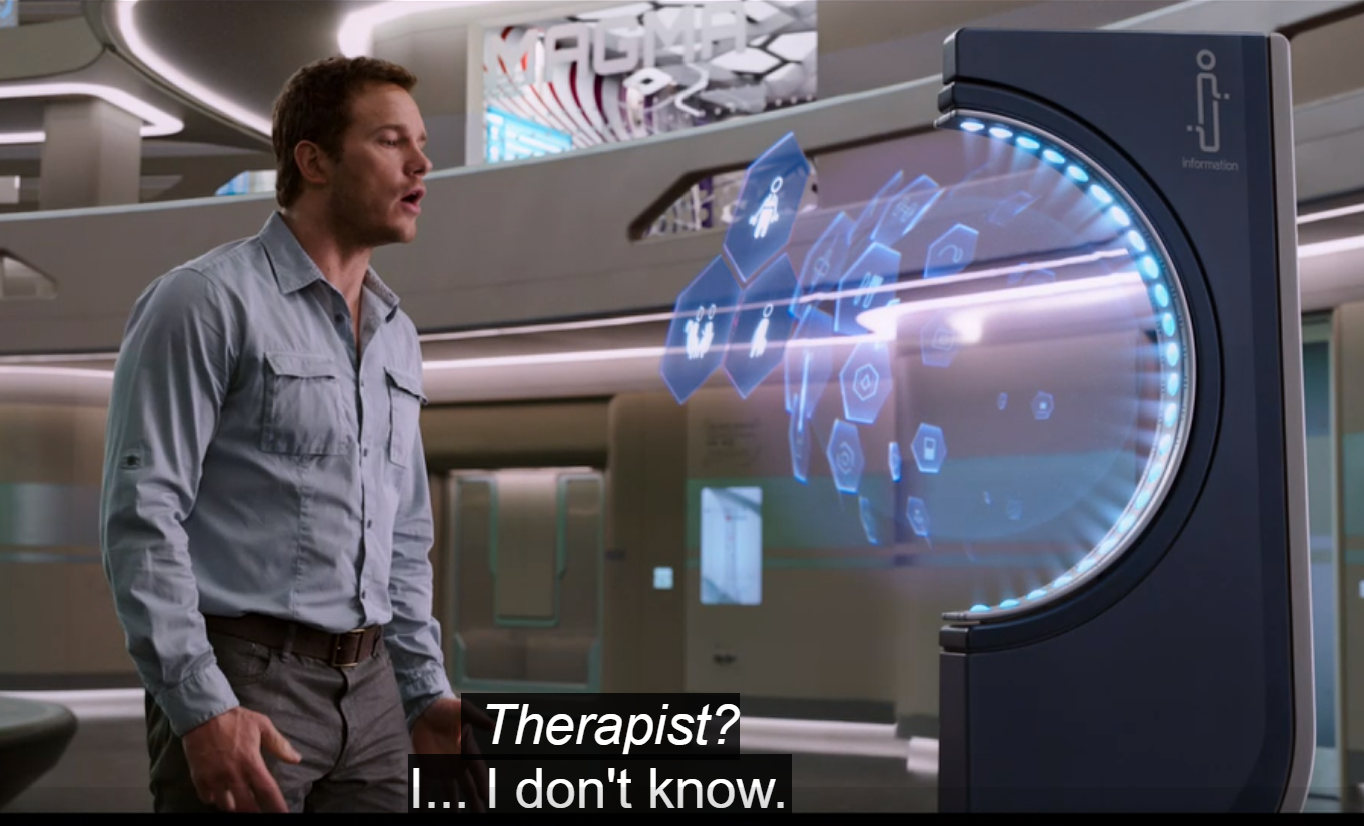 MAGMA
information
Therapist?
I... I don't know.